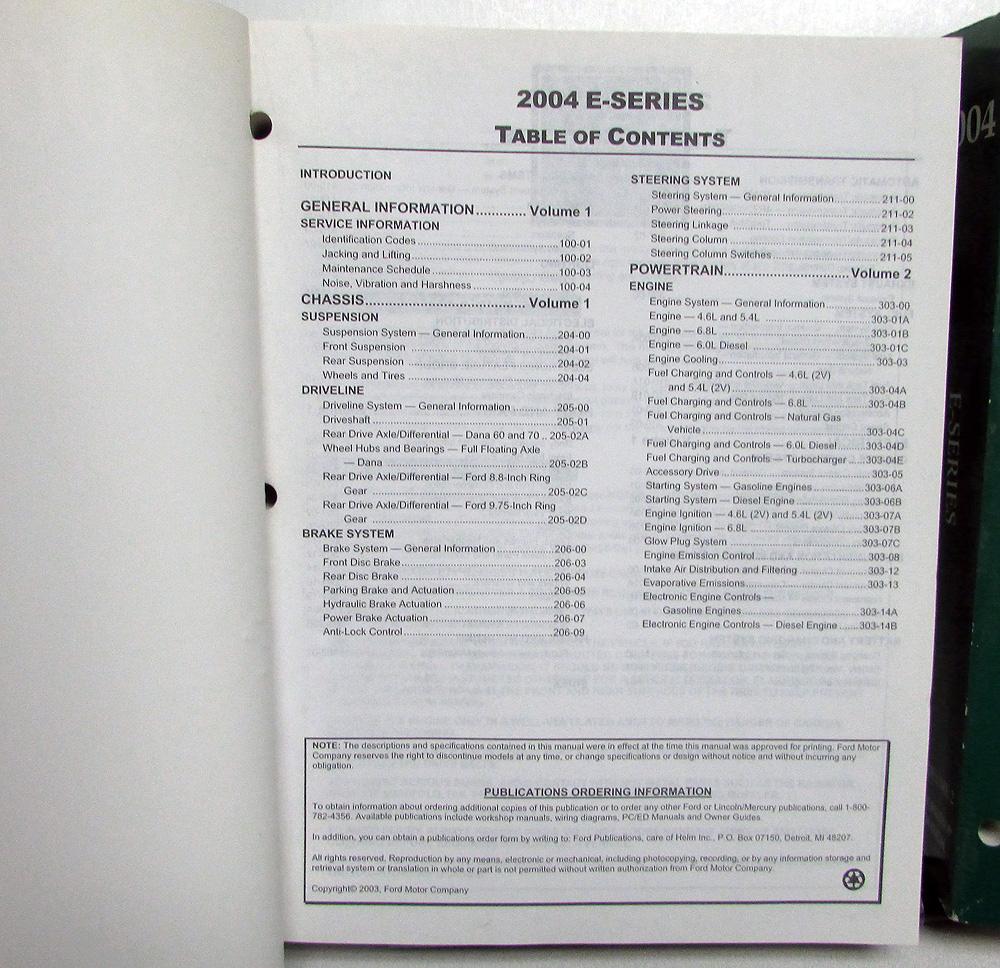 2004 E-SERIES
TABLE OF CONTENTS
INTRODUCTION
GENERAL INFORMATION............ Volume 1
SERVICE INFORMATION
Identification Codes ............ 100-01
Jacking and Lifting............ 100-02
Maintenance Schedule ............ 100-03
Noise, Vibration and Harshness ............ 100-04
CHASSIS............ Volume 1
SUSPENSION
Suspension System — General Information............ 204-00
Front Suspension ............ 204-01
Rear Suspension ............ 204-02
Wheels and Tires ............ 204-04
DRIVELINE
Driveline System — General Information ............ 205-00
Driveshaft ............ 205-01
Rear Drive Axle/Differential — Dana 60 and 70 .. 205-02A
Wheel Hubs and Bearings — Full Floating Axle
— Dana ............ 205-02B
Rear Drive Axle/Differential — Ford 8.8-Inch Ring
Gear ............ 205-02C
Rear Drive Axle/Differential — Ford 9.75-Inch Ring
Gear ............ 205-02D
BRAKE SYSTEM
Brake System — General Information............ 206-00
Front Disc Brake............ 206-03
Rear Disc Brake ............ 206-04
Parking Brake and Actuation ............ 206-05
Hydraulic Brake Actuation ............ 206-06
Power Brake Actuation............ 206-07
Anti-Lock Control............ 206-09
STEERING SYSTEM
Steering System — General Information............ 211-00
Power Steering............ 211-02
Steering Linkage ............ 211-03
Steering Column ............ 211-04
Steering Column Switches............ 211-05
POWERTRAIN............ Volume 2
ENGINE
Engine System — General Information............ 303-00
Engine — 4.6L and 5.4L ............ 303-01A
Engine — 6.8L ............ 303-01B
Engine — 6.0L Diesel ............ 303-01C
Engine Cooling............ 303-03
Fuel Charging and Controls — 4.6L (2V)
and 5.4L (2V)............ 303-04A
Fuel Charging and Controls — 6.8L ............ 303-04B
Fuel Charging and Controls — Natural Gas
Vehicle............ 303-04C
Fuel Charging and Controls — 6.0L Diesel............ 303-04D
Fuel Charging and Controls — Turbocharger ....303-04E
Accessory Drive ............ 303-05
Starting System — Gasoline Engines............ 303-06A
Starting System — Diesel Engine ............ 303-06B
Engine Ignition — 4.6L (2V) and 5.4L (2V) ............303-07A
Engine Ignition — 6.8L ............ 303-07B
Glow Plug System ............ 303-07C
Engine Emission Control............ 303-08
Intake Air Distribution and Filtering ............ 303-12
Evaporative Emissions............ 303-13
Electronic Engine Controls —
Gasoline Engines............ 303-14A
Electronic Engine Controls — Diesel Engine ......303-14B
NOTE: The descriptions and specifications contained in this manual were in effect at the time this manual was approved for printing. Ford Motor
Company reserves the right to discontinue models at any time, or change specifications or design without notice and without incurring any
obligation.
PUBLICATIONS ORDERING INFORMATION
To obtain information about ordering additional copies of this publication or to order any other Ford or Lincoln/Mercury publications, call 1-800-
782-4356. Available publications include workshop manuals, wiring diagrams, PC/ED Manuals and Owner Guides.
In addition, you can obtain a publications order form by writing to: Ford Publications, care of Helm Inc., P.O. Box 07150, Detroit, MI 48207.
All rights reserved. Reproduction by any means, electronic or mechanical, including photocopying, recording, or by any information storage and
retrieval system or translation in whole or part is not permitted without written authorization from Ford Motor Company.
Copyright© 2003, Ford Motor Company
004
E-SERIES